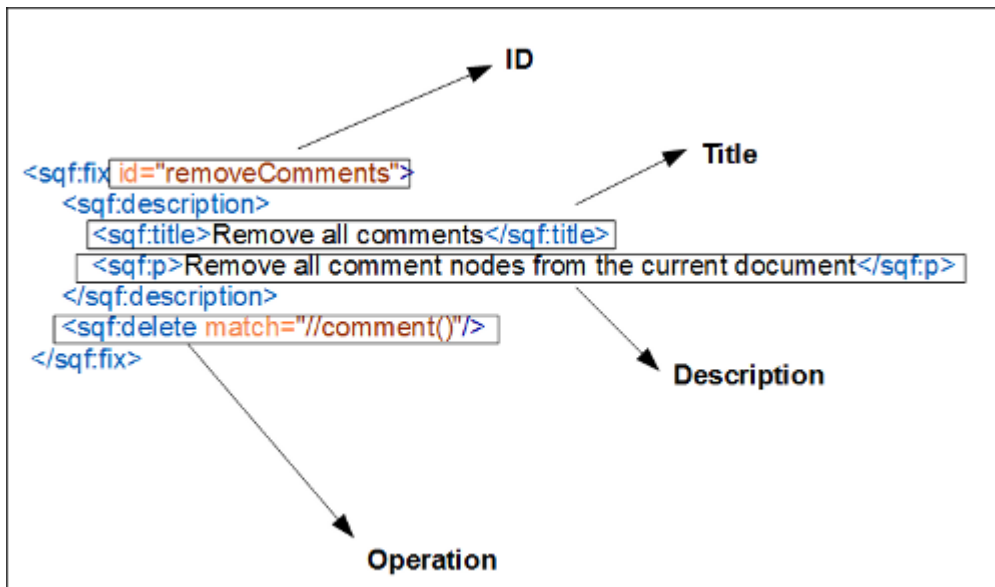 ID
Title
<sqf:fix id="removeComments">
<sqf:description>
<sqf:title>Remove all comments</sqf:title>
<sqf:p>Remove all comment nodes from the current document</sqf:p>
</sqf:description>
<sqf:delete match="//comment()"/>
</sqf:fix>
Description
Operation